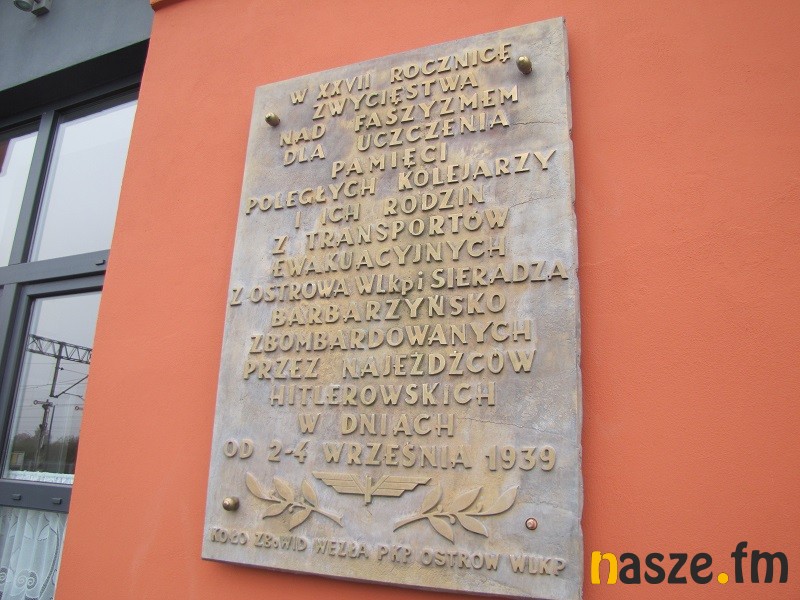 W XXVII ROCZNICĘ
ZWYCIĘSTWA
NAD FASZYZMEM
DLA UCZCZENIA
PAMIĘCI
POLEGŁYCH KOLEJARZY
I ICH RODZIN
Z TRANSPORTÓW
EWAKUACYJNYCH
Z OSTROWA WLKP i SIERADZA
BARBARZYŃSKO
ZBOMBARDOWANYCH
PRZEZ NAJEŹDŹCÓW
HITLEROWSKICH
W DNIACH
OD 2-4 WRZEŚNIA 1939
KOŁO ZBoWID WĘZŁA PKP OSTRÓW WLKP
nasze.fm